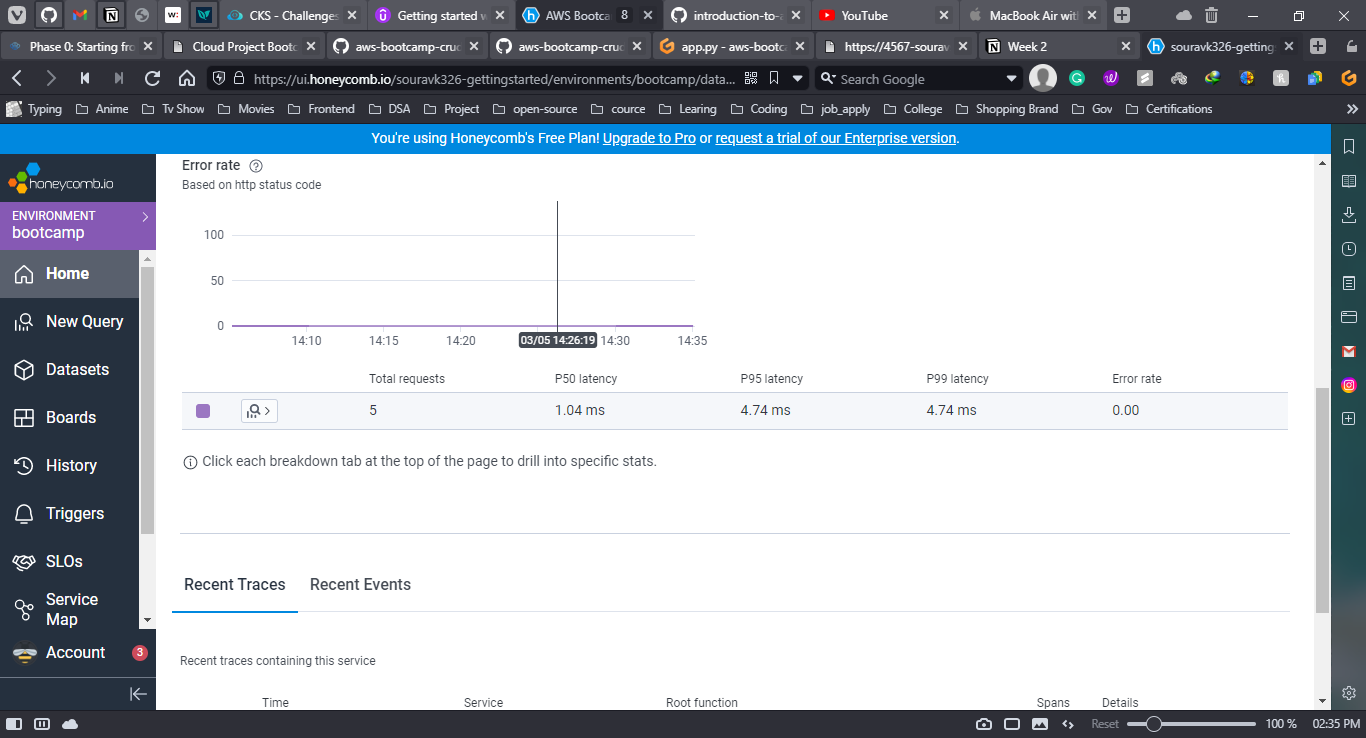 CKS - Challenges
Getting started w
AWS Bootca 8
introduction-to-
YouTube
MacBook Air wit
Phase 0: Starting fro
Cloud Project Bootc
aws-bootcamp-cruc
aws-bootcamp-cruc
app.py - aws-bootc
https://4567-sourav
Week 2
souravk326-getting
https://ui.honeycomb.io/souravk326-gettingstarted/environments/bootcamp/data...
Search Google
Typing Anime Tv Show Movies Frontend DSA Project open-source cource Learing Coding job_apply College Shopping Brand Gov Certifications
You're using Honeycomb's Free Plan! Upgrade to Pro or request a trial of our Enterprise version.
honeycomb.io
ENVIRONMENT
bootcamp
Home
New Query
Datasets
Boards
History
Triggers
SLOs
Service
Map
Account 3
Error rate
Based on http status code
100
50
0
14:10 14:15 14:20 03/05 14:26:19 14:30 14:35
Total requests P50 latency P95 latency P99 latency Error rate
5 1.04 ms 4.74 ms 4.74 ms 0.00
Click each breakdown tab at the top of the page to drill into specific stats.
Recent Traces Recent Events
Recent traces containing this service
Time Service Root function Spans Details
Reset 100 % 02:35 PM